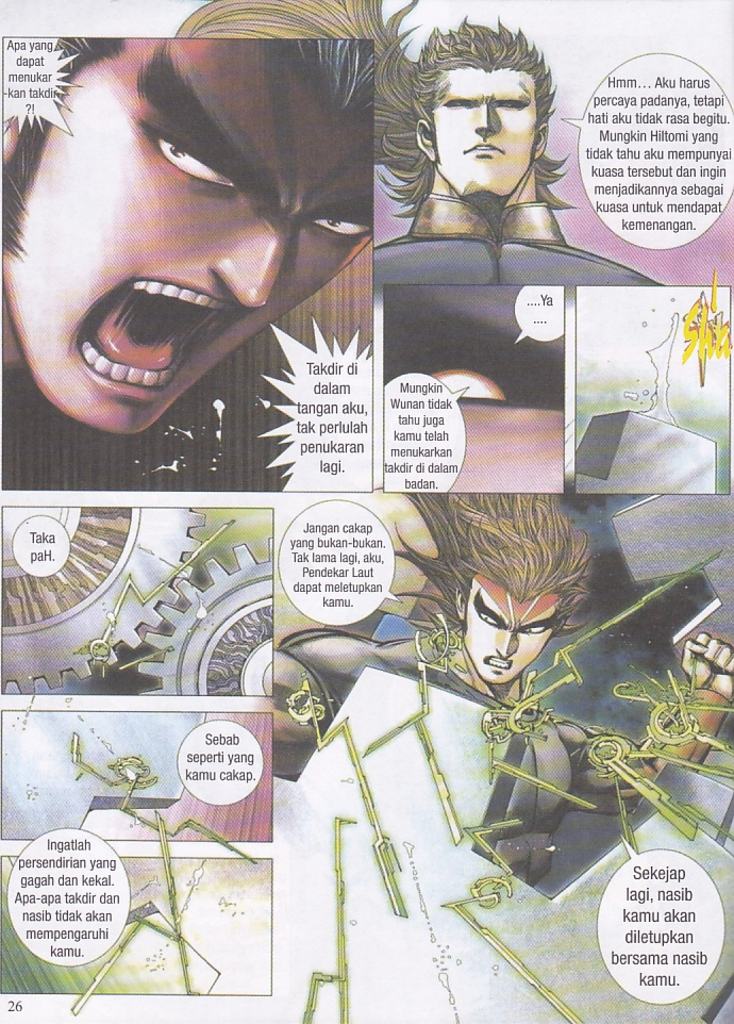 Apa yang
dapat
menukar
-kan takdir
?!
Hmm... Aku harus
percaya padanya, tetapi
hati aku tidak rasa begitu.
Mungkin Hiltomi yang
tidak tahu aku mempunyai
kuasa tersebut dan ingin
menjadikannya sebagai
kuasa untuk mendapat
kemenangan.
Takdir di
dalam
tangan aku,
tak perlulah
penukaran
lagi.
....Ya
....
Mungkin
Wunan tidak
tahu juga
kamu telah
menukarkan
takdir di dalam
badan.
Taka
paH.
Jangan cakap
yang bukan-bukan.
Tak lama lagi, aku,
Pendekar Laut
dapat meletupkan
kamu.
Sebab
seperti yang
kamu cakap.
Ingatlah
persendirian yang
gagah dan kekal.
Apa-apa takdir dan
nasib tidak akan
mempengaruhi
kamu.
Sekejap
lagi, nasib
kamu akan
diletupkan
bersama nasib
kamu.
26